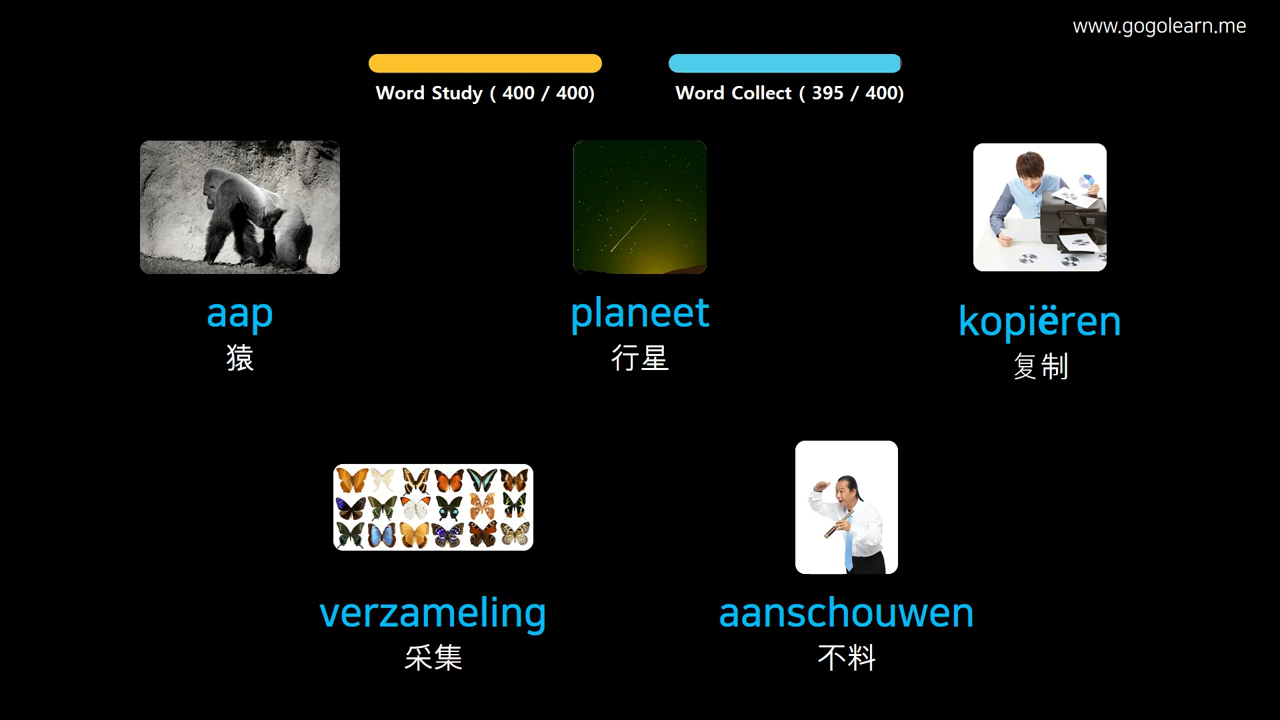 www.gogolearn.me
Word Study ( 400 / 400)
Word Collect ( 395 / 400)
aap
猿
planeet
行星
kopiëren
复制
verzameling
采集
aanschouwen
不料